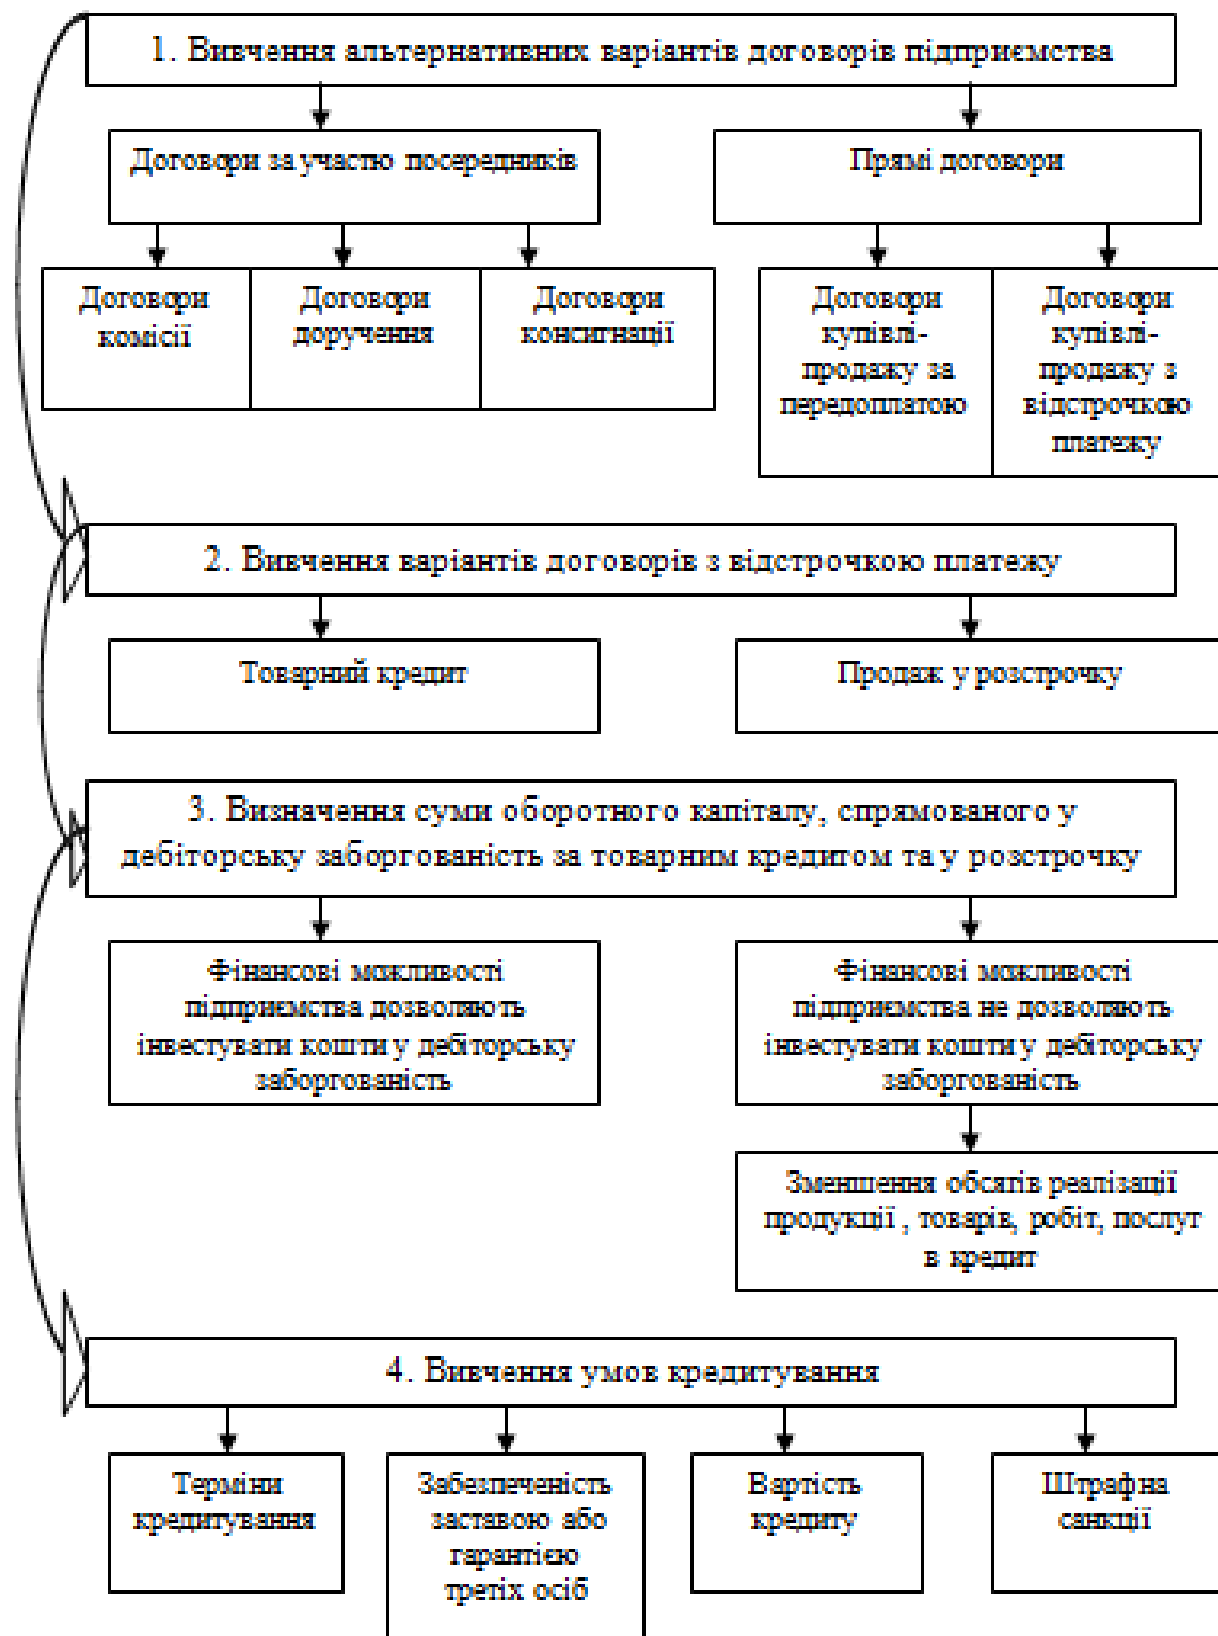 1. Вивчення альтернативних варіантів договорів підприємства
Договори за участю посередників
Прямі договори
Договори
комісії
Договори
доручення
Договори
консигнації
Договори
купівлі-
продажу за
передоплатою
Договори
купівлі-
продажу з
відстрочкою
платежу
2. Вивчення варіантів договорів з відстрочкою платежу
Товарний кредит
Продаж у розстрочку
3. Визначення суми оборотного капіталу, спрямованого у
дебіторську заборгованість за товарним кредитом та у розстрочку
Фінансові можливості
підприємства дозволяють
інвестувати кошти у дебіторську
заборгованість
Фінансові можливості
підприємства не дозволяють
інвестувати кошти у дебіторську
заборгованість
Зменшення обсягів реалізації
продукції , товарів, робіт, послуг
в кредит
4. Вивчення умов кредитування
Терміни
кредитування
Забезпеченість
заставою або
гарантією
третіх осіб
Вартість
кредиту
Штрафна
санкції